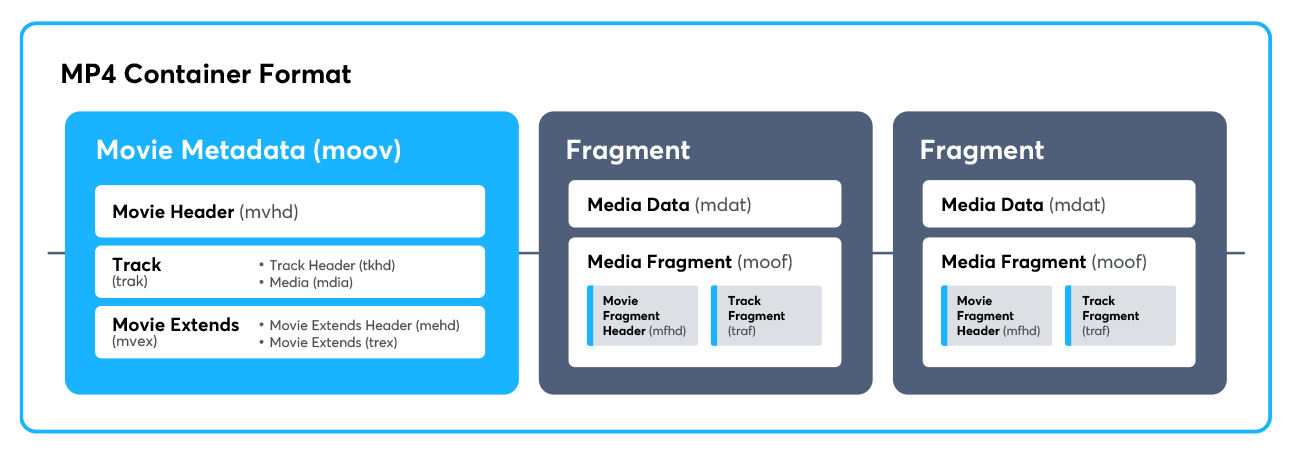 MP4 Container Format
Movie Metadata (moov)
Movie Header (mvhd)
Track
(trak)
• Track Header (tkhd)
• Media (mdia)
Movie Extends
(mvex)
• Movie Extends Header (mehd)
• Movie Extends (trex)
Fragment
Media Data (mdat)
Media Fragment (moof)
Movie
Fragment
Header (mfhd)
Track
Fragment
(traf)
Fragment
Media Data (mdat)
Media Fragment (moof)
Movie
Fragment
Header (mfhd)
Track
Fragment
(traf)